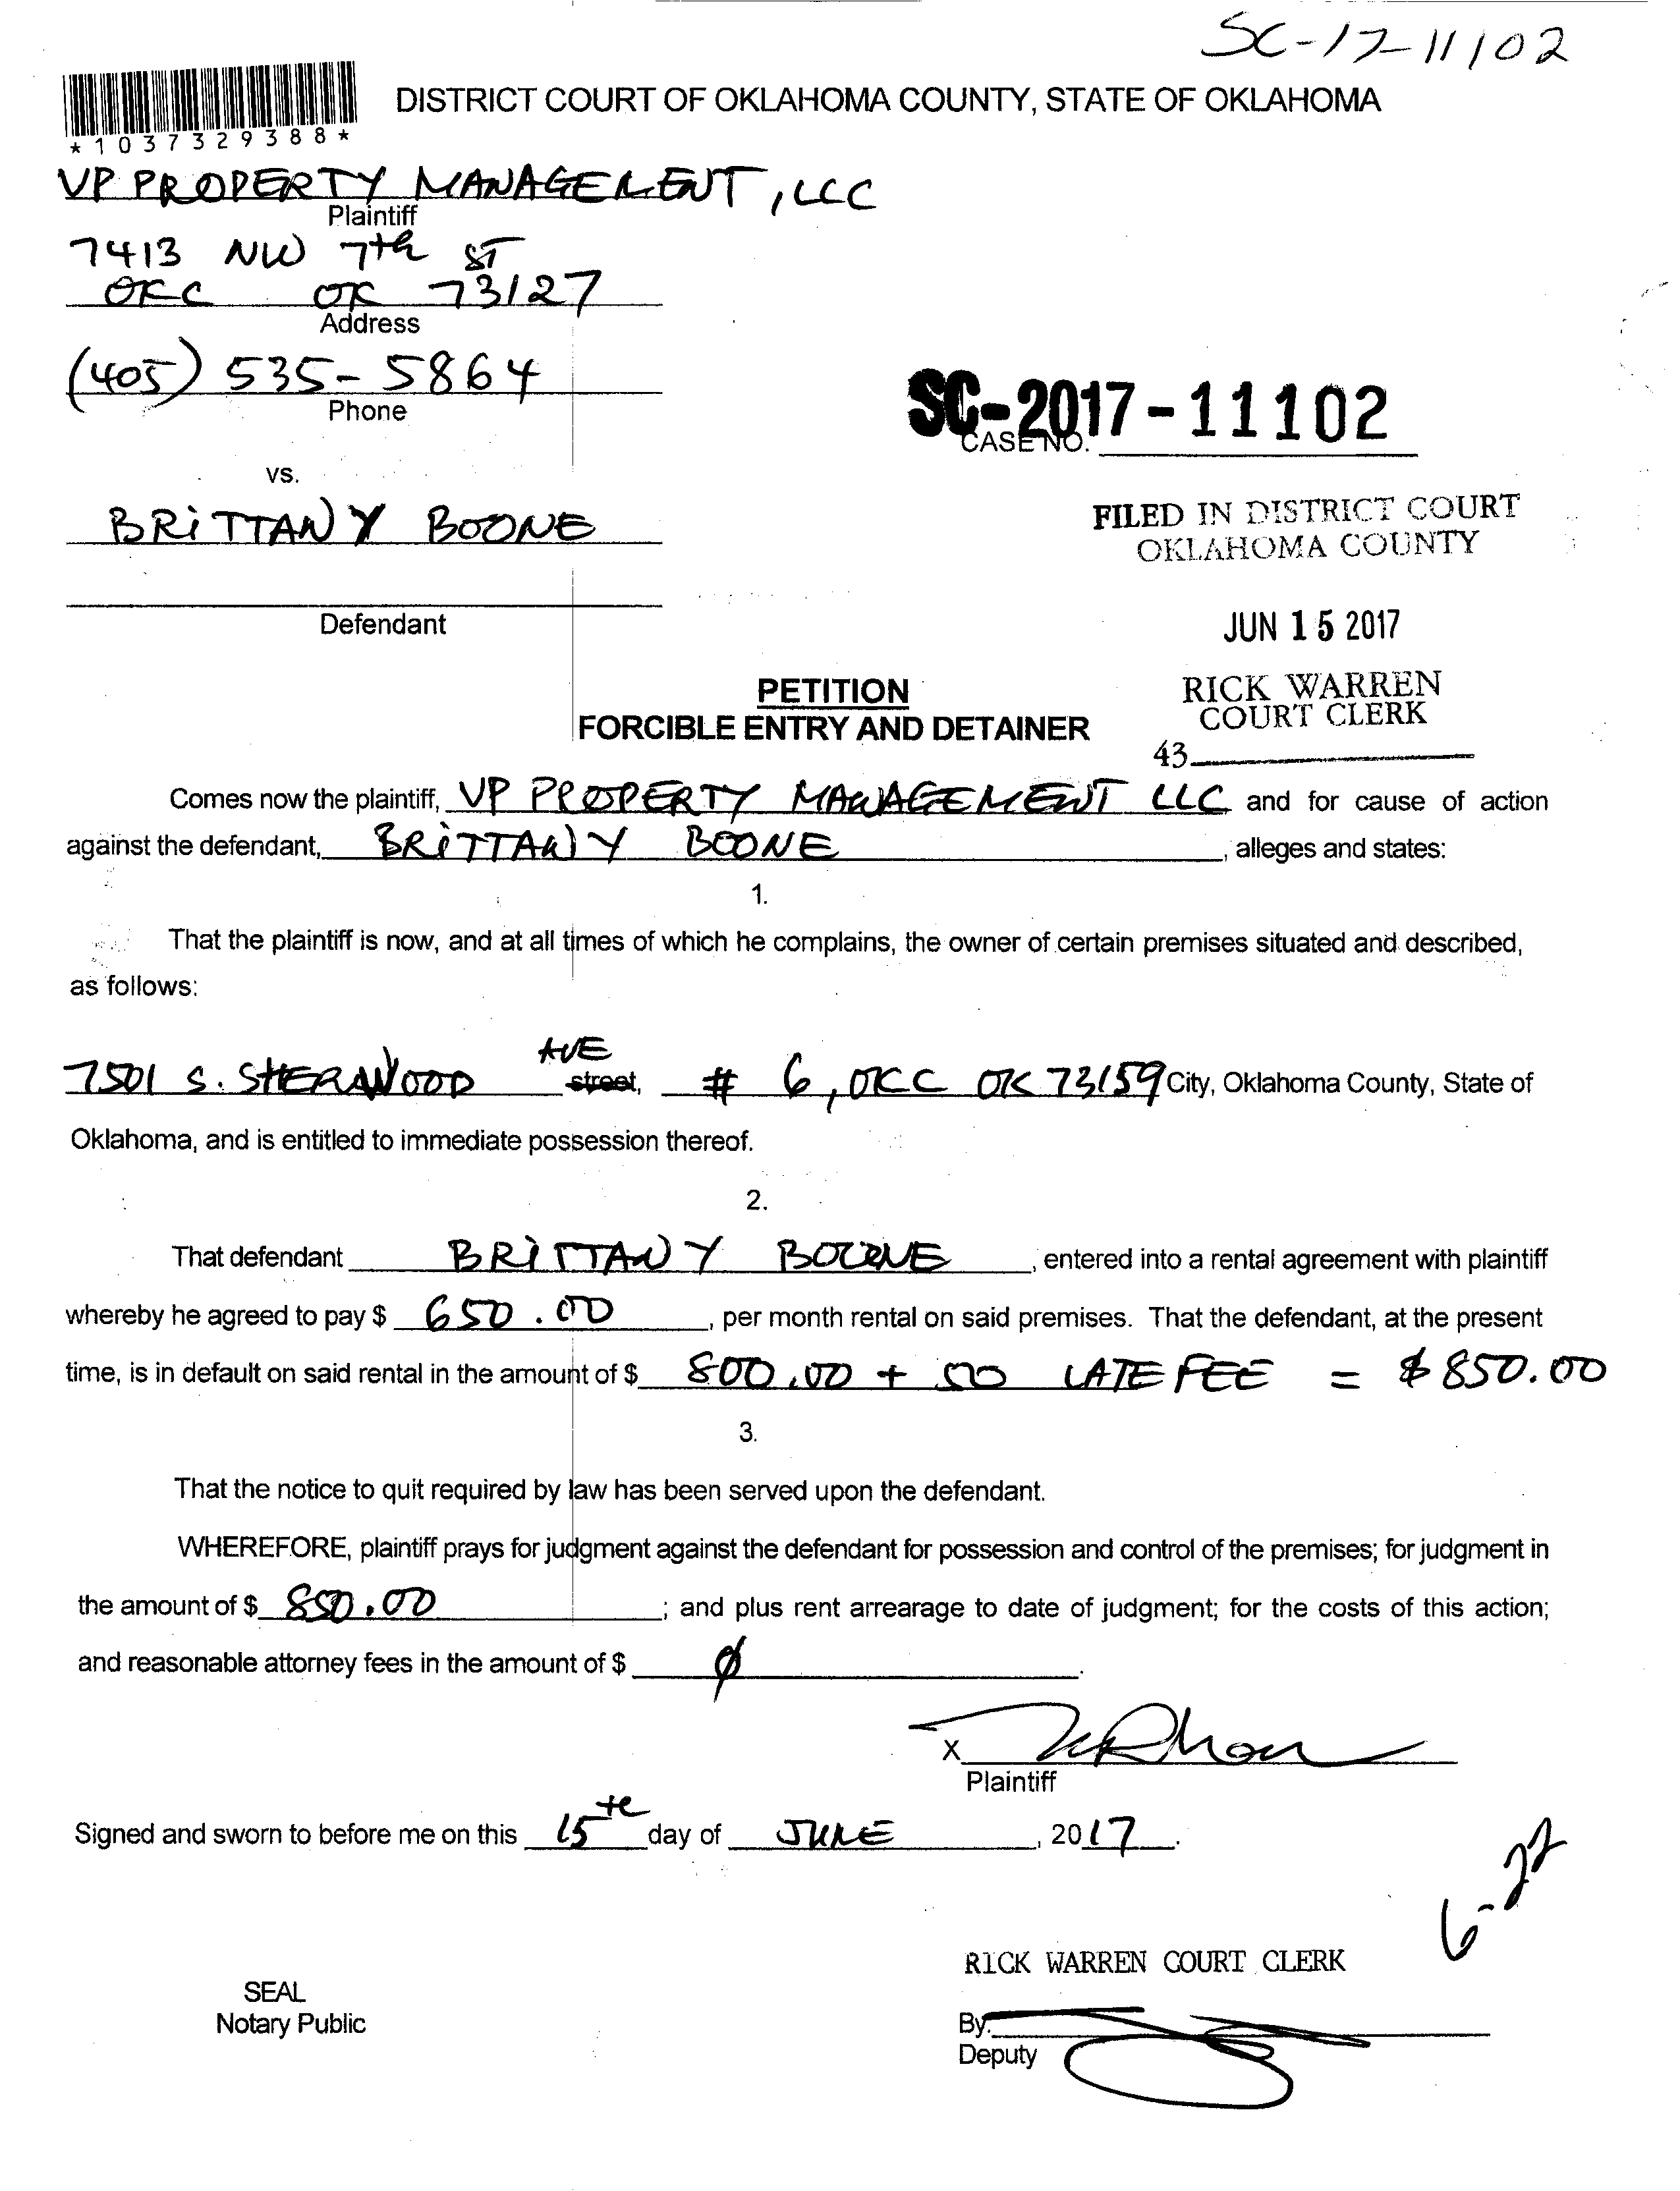 SC-17-11102
DISTRICT COURT OF OKLAHOMA COUNTY, STATE OF OKLAHOMA
*1037329388*
VP PROPERTY MANAGEMENT, LLC
Plaintiff
7413 NW 7th ST
OKC OK 73127
Address
(405) 535-5864
Phone
SC-2017-11102
CASE NO.
vs.
BRITTANY BOONE
FILED IN DISTRICT COURT
OKLAHOMA COUNTY
Defendant
JUN 15 2017
PETITION
RICK WARREN
COURT CLERK
FORCIBLE ENTRY AND DETAINER
43
Comes now the plaintiff, VP PROPERTY MANAGEMENT LLC and for cause of action
against the defendant, BRITTANY BOONE, alleges and states:
1.
That the plaintiff is now, and at all times of which he complains, the owner of certain premises situated and described,
as follows:
7501 S. SHERWOOD AVE street, # 6, OKC OK 73159 City, Oklahoma County, State of
Oklahoma, and is entitled to immediate possession thereof.
2.
That defendant BRITTANY BOONE, entered into a rental agreement with plaintiff
whereby he agreed to pay $ 650.00, per month rental on said premises. That the defendant, at the present
time, is in default on said rental in the amount of $ 800.00 + 50 LATE FEE = $850.00
3.
That the notice to quit required by law has been served upon the defendant.
WHEREFORE, plaintiff prays for judgment against the defendant for possession and control of the premises; for judgment in
the amount of $ 850.00; and plus rent arrearage to date of judgment; for the costs of this action;
and reasonable attorney fees in the amount of $ ø.
X
Plaintiff
Signed and sworn to before me on this 15th day of JUNE, 2017.
6-22
RICK WARREN COURT CLERK
SEAL
Notary Public
By:
Deputy